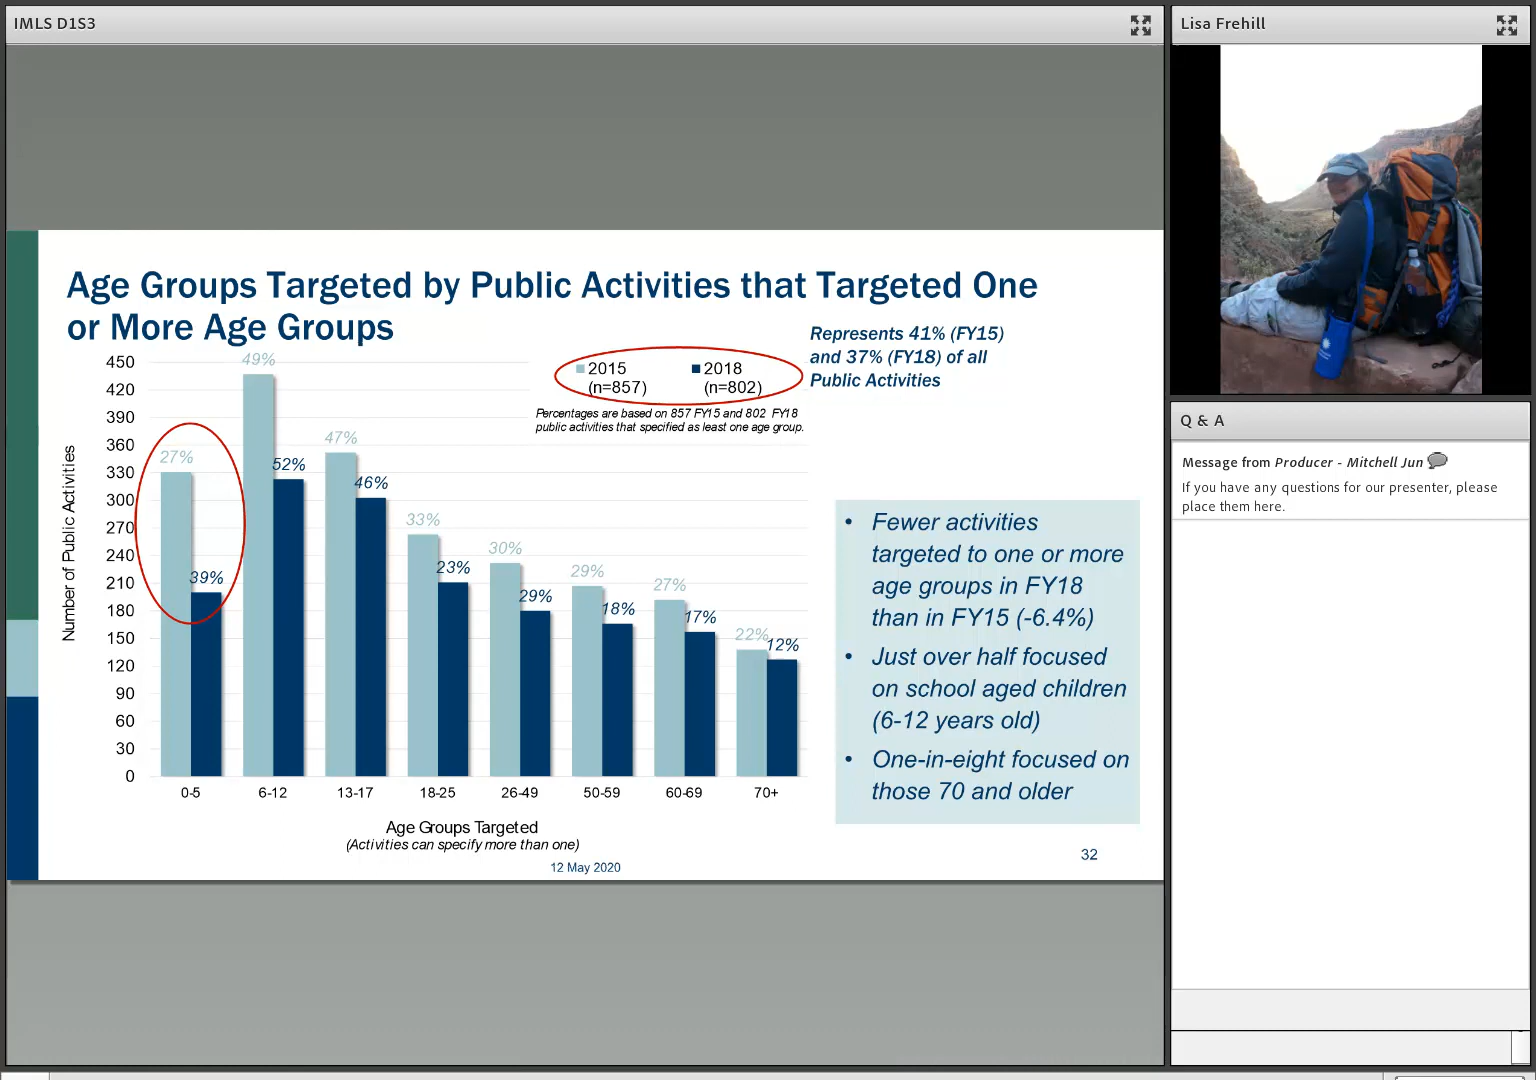 IMLS D1S3
Lisa Frehill
Age Groups Targeted by Public Activities that Targeted One
or More Age Groups
Represents 41% (FY15)
and 37% (FY18) of all
Public Activities
2015
(n=857)
2018
(n=802)
Percentages are based on 857 FY15 and 802 FY18
public activities that specified as least one age group.
Number of Public Activities
450
420
390
360
330
300
270
240
210
180
150
120
90
60
30
0
27%
39%
49%
52%
47%
46%
33%
23%
30%
29%
29%
18%
27%
17%
22%
12%
0-5
6-12
13-17
18-25
26-49
50-59
60-69
70+
Age Groups Targeted
(Activities can specify more than one)
12 May 2020
• Fewer activities
targeted to one or more
age groups in FY18
than in FY15 (-6.4%)
• Just over half focused
on school aged children
(6-12 years old)
• One-in-eight focused on
those 70 and older
32
Q & A
Message from Producer - Mitchell Jun
If you have any questions for our presenter, please
place them here.